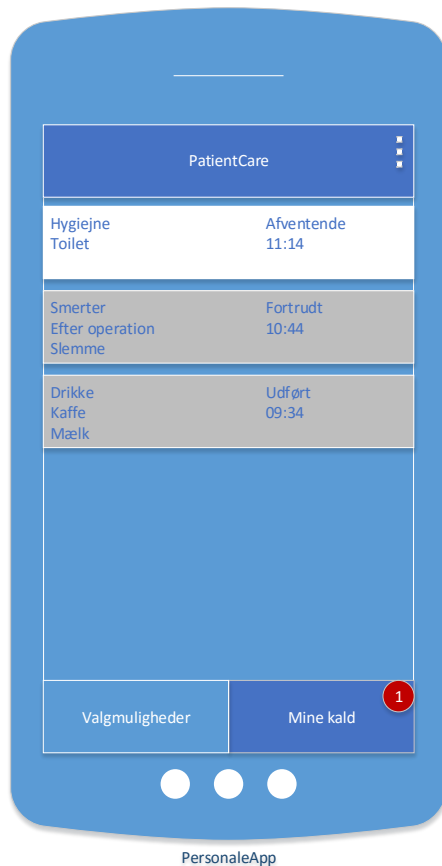 PatientCare
Hygiejne Afventende
Toilet 11:14
Smerter Fortrudt
Efter operation 10:44
Slemme
Drikke Udført
Kaffe 09:34
Mælk
1
Valgmuligheder Mine kald
PersonaleApp